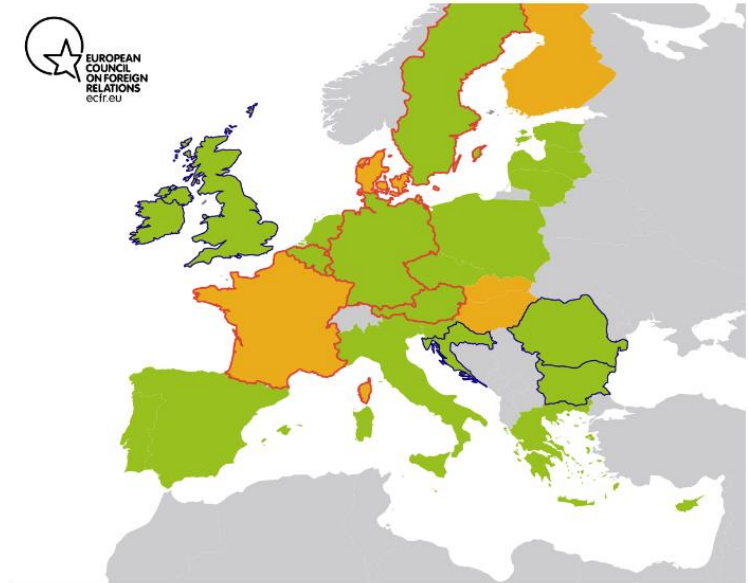 EUROPEAN
COUNCIL
ON FOREIGN
RELATIONS
ecfr.eu